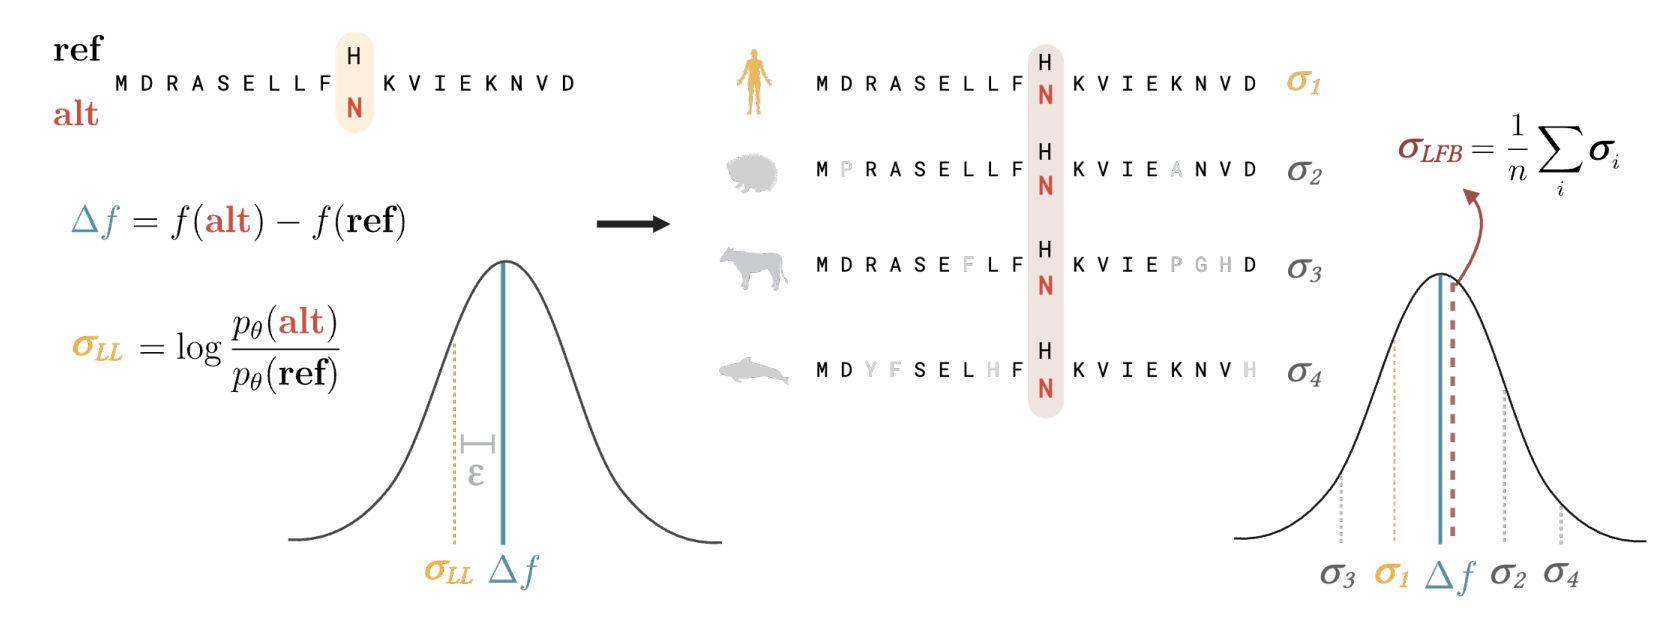 ref
H
M D R A S E L L F K V I E K N V D
alt
N
Δf = f(alt) − f(ref)
σLL = log pθ(alt) / pθ(ref)
ε
σLL Δf
H
M D R A S E L L F K V I E K N V D σ1
N
H
M P R A S E L L F K V I E A N V D σ2
N
H
M D R A S E F L F K V I E P G H D σ3
N
H
M D Y F S E L H F K V I E K N V H σ4
N
σLFB = 1/n ∑i σi
σ3 σ1 Δf σ2 σ4